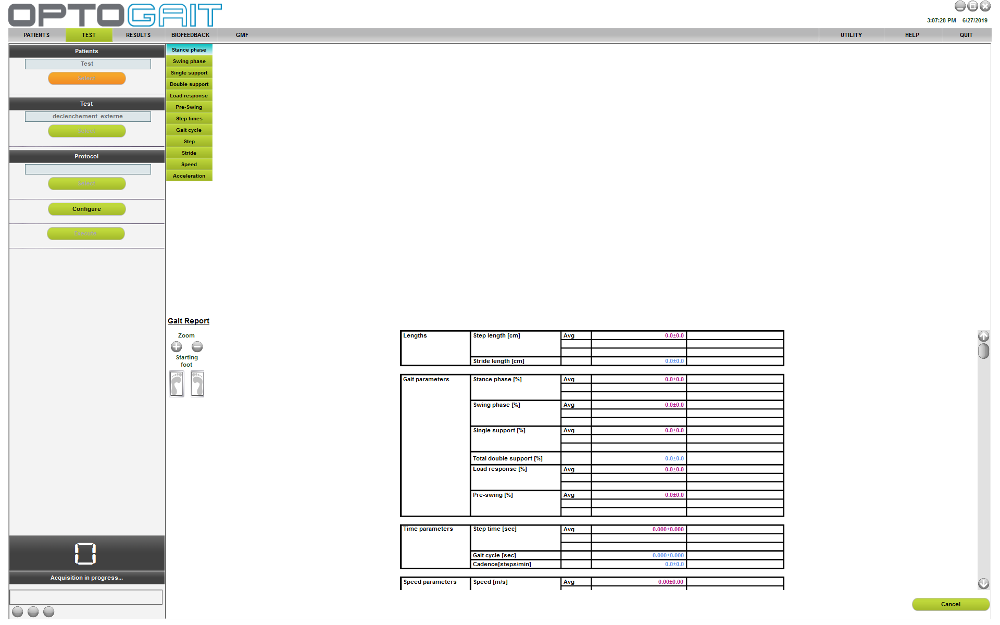 OPTOGAIT
3:07:28 PM 6/27/2019
PATIENTS TEST RESULTS BIOFEEDBACK GMF UTILITY HELP QUIT
Patients
Test
Select
Test
declenchement_externe
Select
Protocol
Select
Configure
Execute
0
Acquisition in progress...
Stance phase
Swing phase
Single support
Double support
Load response
Pre-Swing
Step times
Gait cycle
Step
Stride
Speed
Acceleration
Gait Report
Zoom
Starting
foot
Lengths Step length [cm] Avg 0.0±0.0
Stride length [cm] 0.0±0.0
Gait parameters Stance phase [%] Avg 0.0±0.0
Swing phase [%] Avg 0.0±0.0
Single support [%] Avg 0.0±0.0
Total double support [%] 0.0±0.0
Load response [%] Avg 0.0±0.0
Pre-swing [%] Avg 0.0±0.0
Time parameters Step time [sec] Avg 0.000±0.000
Gait cycle [sec] 0.000±0.000
Cadence[steps/min] 0.0±0.0
Speed parameters Speed [m/s] Avg 0.00±0.00
Cancel